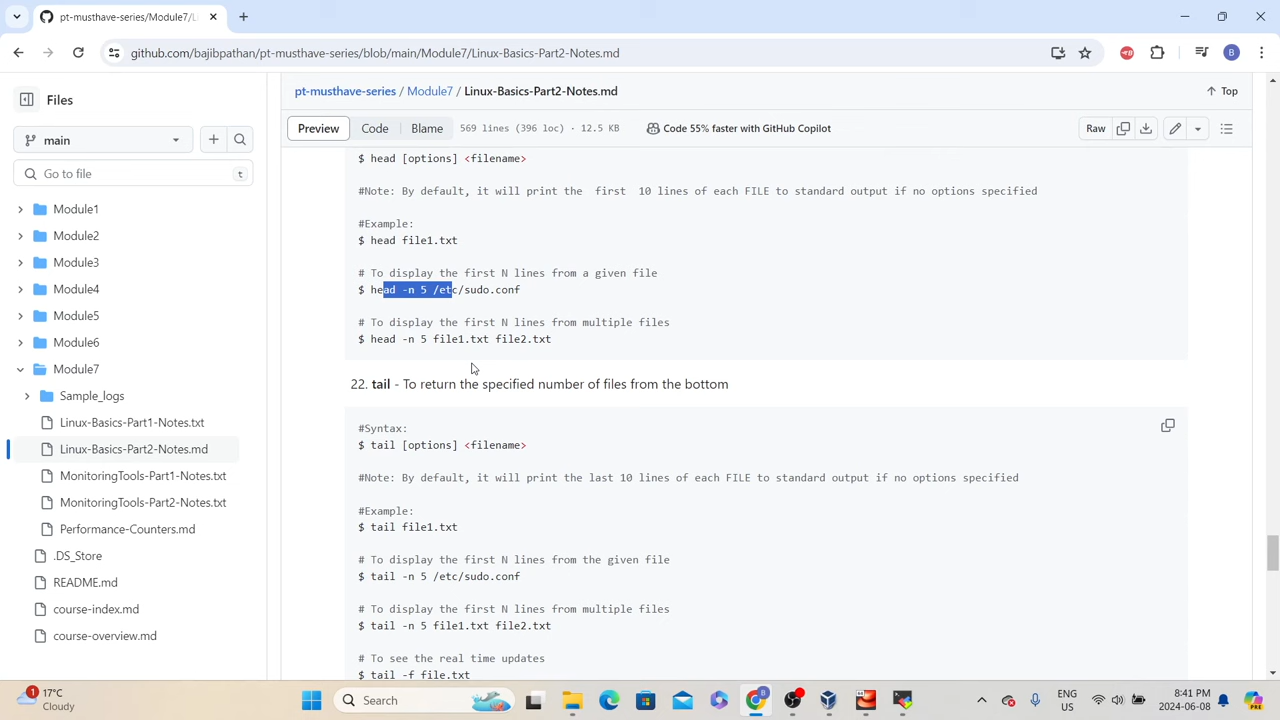 pt-musthave-series/Module7/L
github.com/bajibpathan/pt-musthave-series/blob/main/Module7/Linux-Basics-Part2-Notes.md
B
Files
pt-musthave-series / Module7 / Linux-Basics-Part2-Notes.md
Top
main
Preview
Code
Blame
569 lines (396 loc) · 12.5 KB
Code 55% faster with GitHub Copilot
Raw
Go to file
t
Module1
Module2
Module3
Module4
Module5
Module6
Module7
Sample_logs
Linux-Basics-Part1-Notes.txt
Linux-Basics-Part2-Notes.md
MonitoringTools-Part1-Notes.txt
MonitoringTools-Part2-Notes.txt
Performance-Counters.md
.DS_Store
README.md
course-index.md
course-overview.md
$ head [options] <filename>
#Note: By default, it will print the  first  10 lines of each FILE to standard output if no options specified
#Example:
$ head file1.txt
# To display the first N lines from a given file
$ head -n 5 /etc/sudo.conf
# To display the first N lines from multiple files
$ head -n 5 file1.txt file2.txt
22. tail - To return the specified number of files from the bottom
#Syntax:
$ tail [options] <filename>
#Note: By default, it will print the last 10 lines of each FILE to standard output if no options specified
#Example:
$ tail file1.txt
# To display the first N lines from the given file
$ tail -n 5 /etc/sudo.conf
# To display the first N lines from multiple files
$ tail -n 5 file1.txt file2.txt
# To see the real time updates
$ tail -f file.txt
1
17°C
Cloudy
Search
B
ENG
US
8:41 PM
2024-06-08
PRE